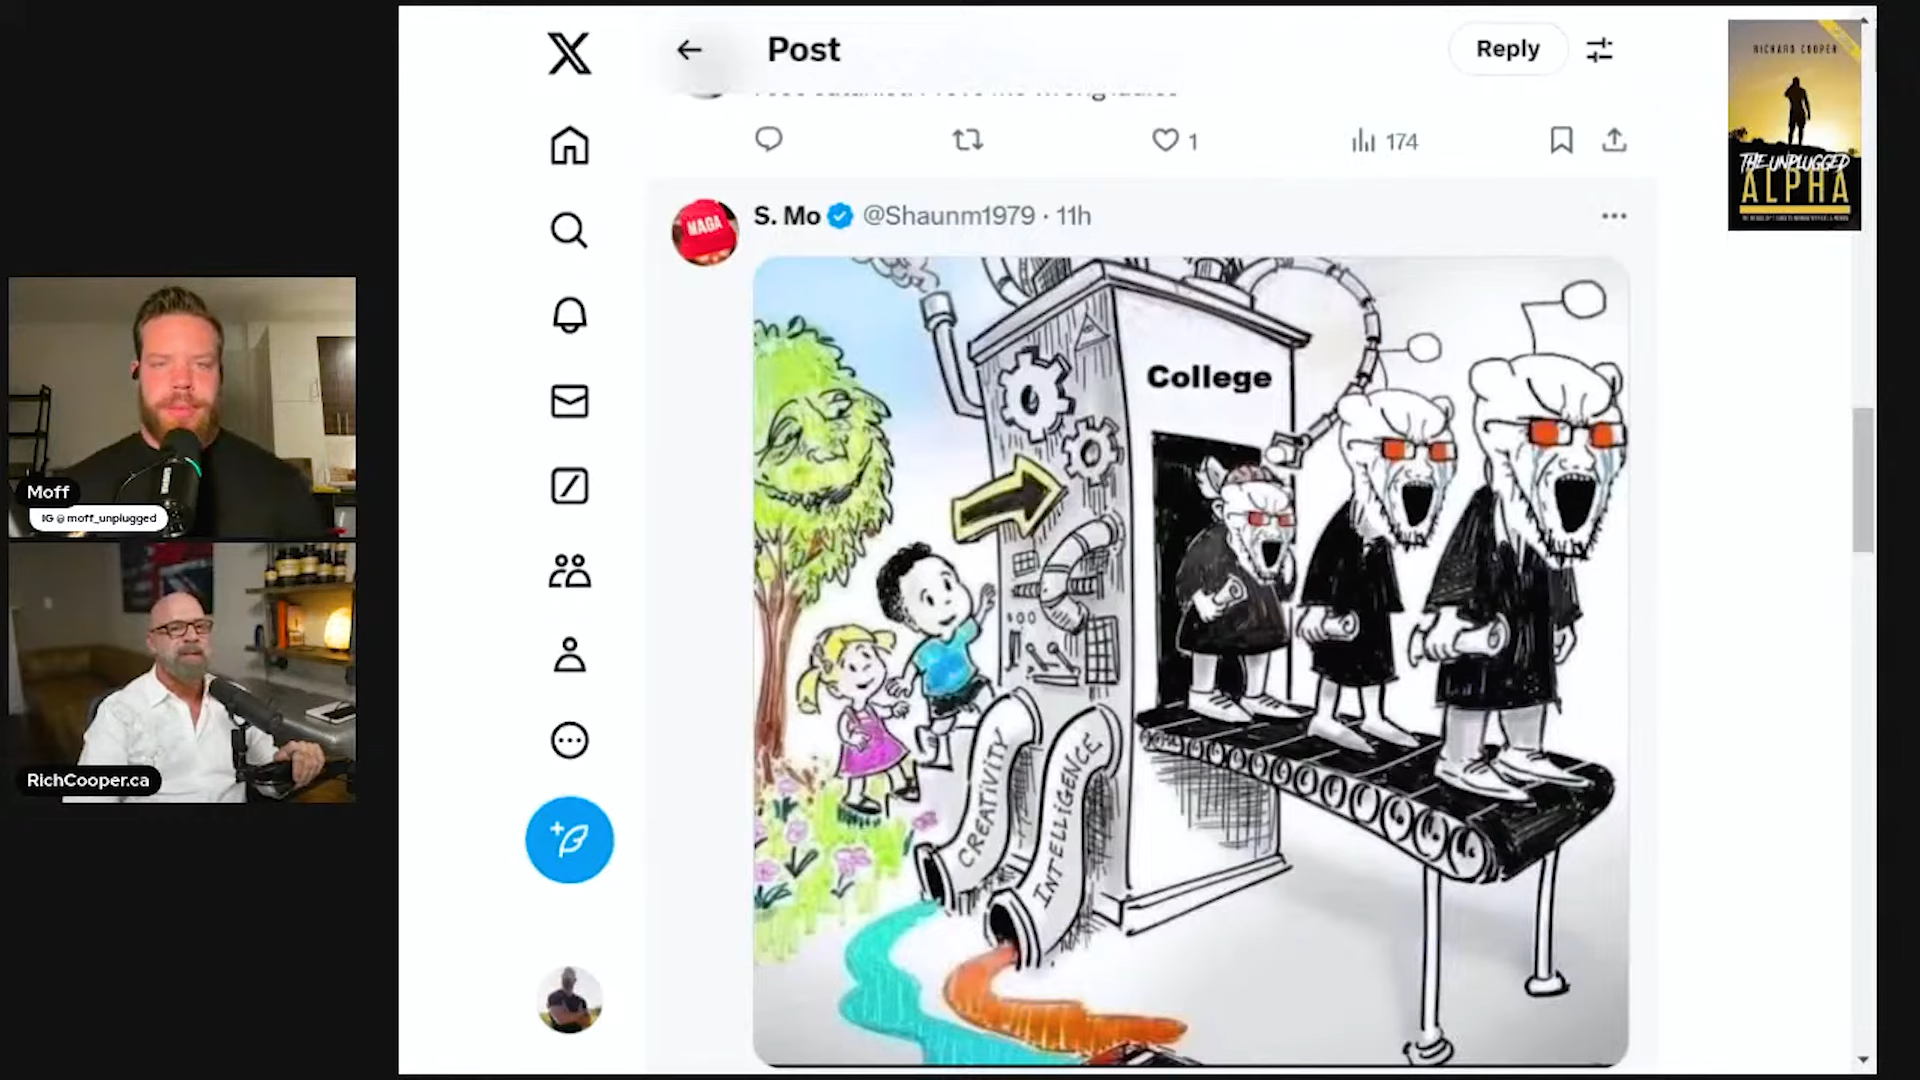 Post
Reply
1
174
S. Mo @Shaunm1979 · 11h
MAGA
College
CREATIVITY
INTELLIGENCE
RICHARD COOPER
THE UNPLUGGED
ALPHA
Moff
IG @moff_unplugged
RichCooper.ca